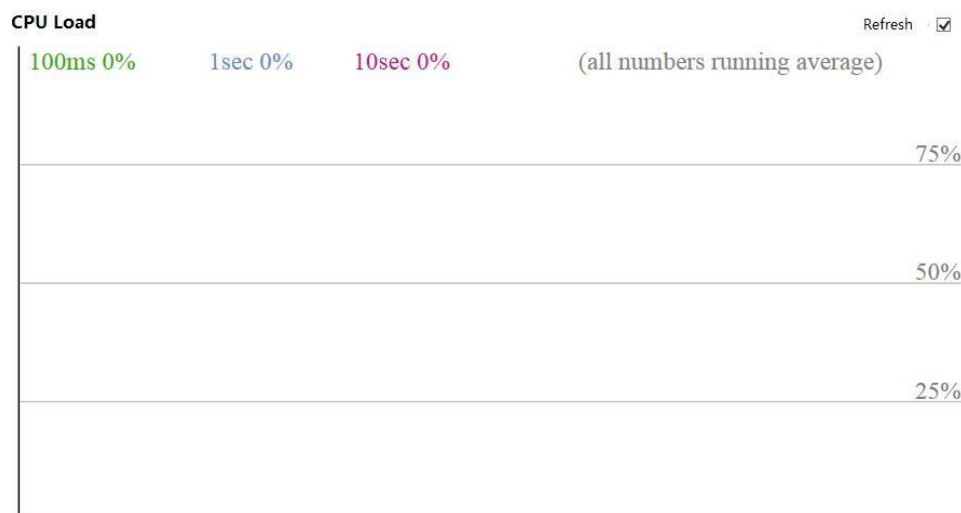 CPU Load Refresh
100ms 0% 1sec 0% 10sec 0% (all numbers running average)
75%
50%
25%